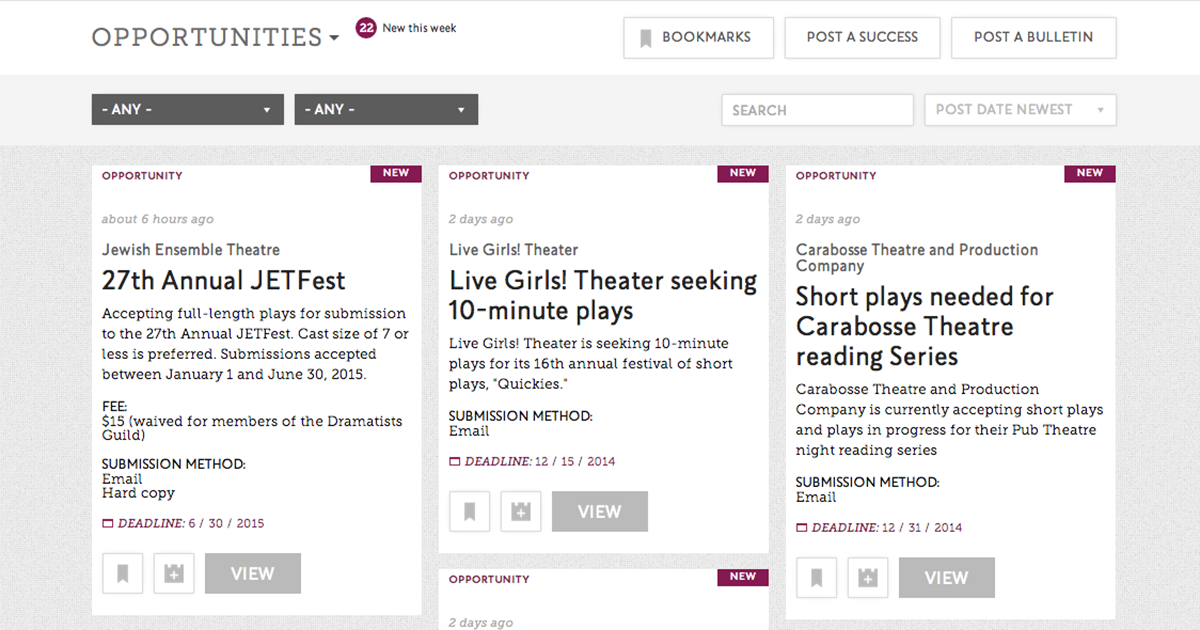 OPPORTUNITIES
22 New this week
BOOKMARKS
POST A SUCCESS
POST A BULLETIN
- ANY -
- ANY -
SEARCH
POST DATE NEWEST
OPPORTUNITY
NEW
about 6 hours ago
Jewish Ensemble Theatre
27th Annual JETFest
Accepting full-length plays for submission
to the 27th Annual JETFest. Cast size of 7 or
less is preferred. Submissions accepted
between January 1 and June 30, 2015.
FEE:
$15 (waived for members of the Dramatists
Guild)
SUBMISSION METHOD:
Email
Hard copy
DEADLINE: 6 / 30 / 2015
VIEW
OPPORTUNITY
NEW
2 days ago
Live Girls! Theater
Live Girls! Theater seeking
10-minute plays
Live Girls! Theater is seeking 10-minute
plays for its 16th annual festival of short
plays, "Quickies."
SUBMISSION METHOD:
Email
DEADLINE: 12 / 15 / 2014
VIEW
OPPORTUNITY
NEW
2 days ago
OPPORTUNITY
NEW
2 days ago
Carabosse Theatre and Production
Company
Short plays needed for
Carabosse Theatre
reading Series
Carabosse Theatre and Production
Company is currently accepting short plays
and plays in progress for their Pub Theatre
night reading series
SUBMISSION METHOD:
Email
DEADLINE: 12 / 31 / 2014
VIEW